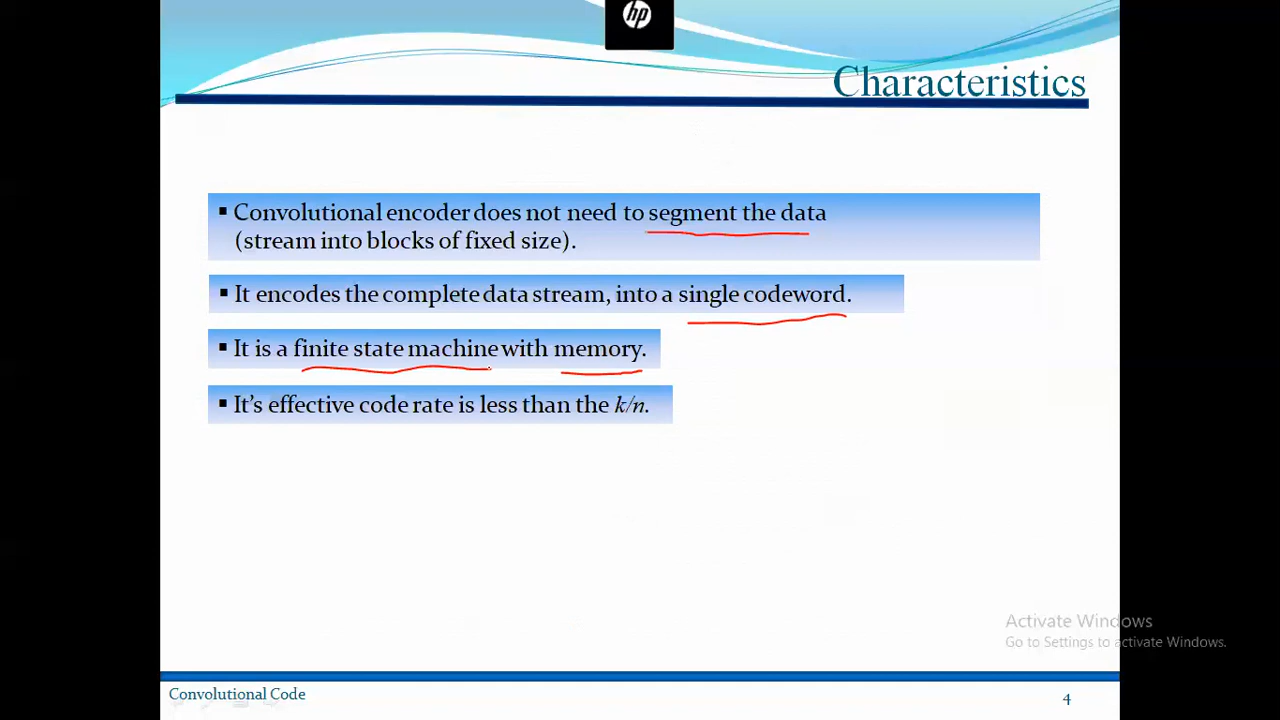 hp
Characteristics
▪ Convolutional encoder does not need to segment the data
(stream into blocks of fixed size).
▪ It encodes the complete data stream, into a single codeword.
▪ It is a finite state machine with memory.
▪ It's effective code rate is less than the k/n.
Activate Windows
Go to Settings to activate Windows.
Convolutional Code
4